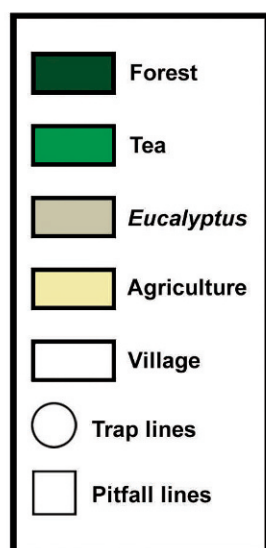 Forest
Tea
Eucalyptus
Agriculture
Village
Trap lines
Pitfall lines